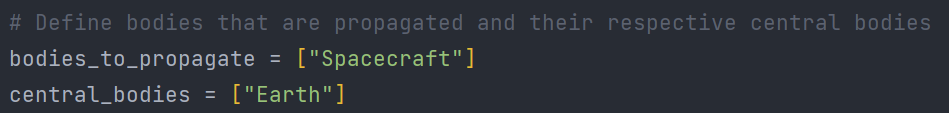 # Define bodies that are propagated and their respective central bodies
bodies_to_propagate = ["Spacecraft"]
central_bodies = ["Earth"]